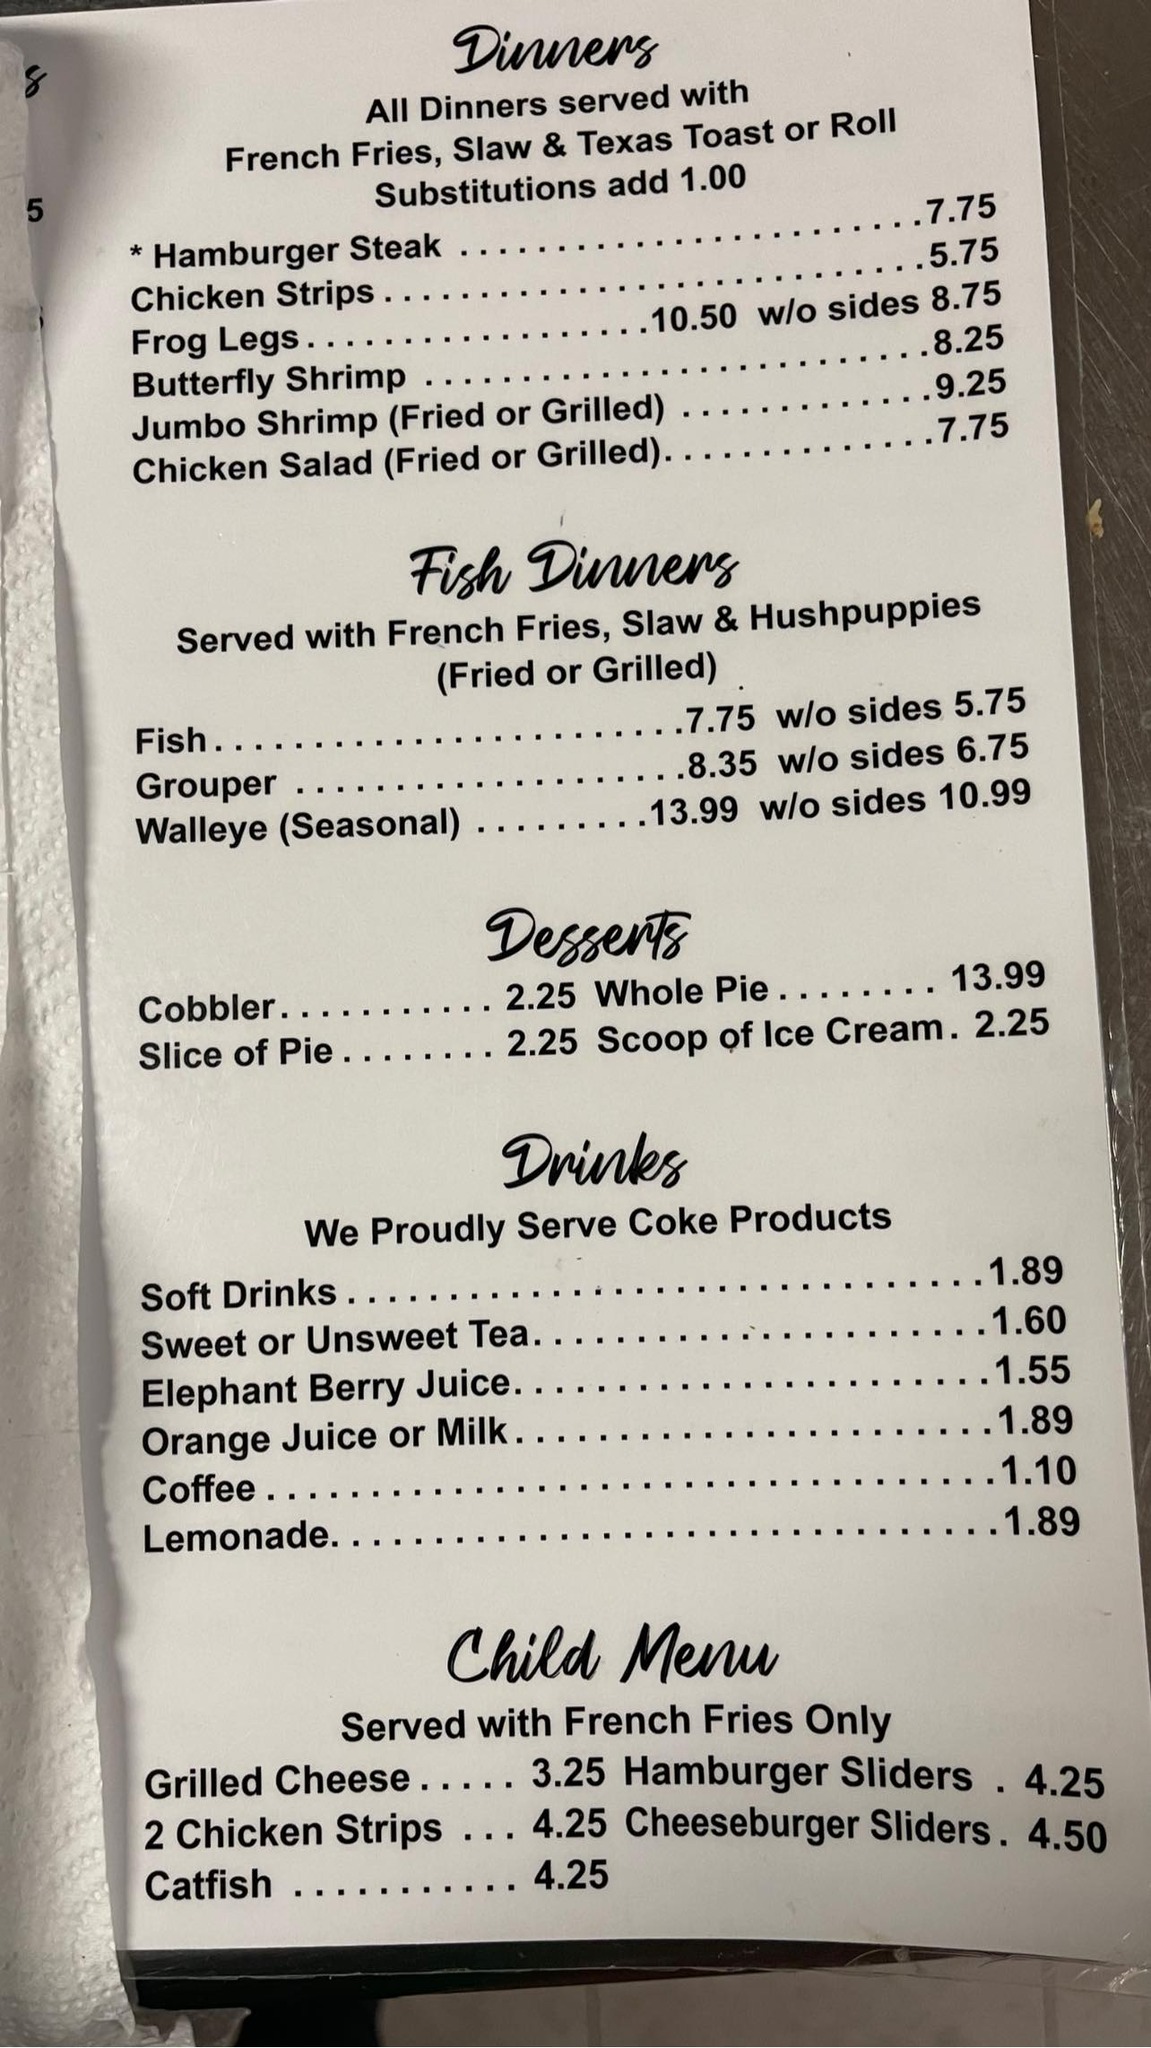 s
5
Dinners
All Dinners served with
French Fries, Slaw & Texas Toast or Roll
Substitutions add 1.00
* Hamburger Steak . . . . . . . . . . . . . . . . . . . . . . . 7.75
Chicken Strips . . . . . . . . . . . . . . . . . . . . . . . . . . . 5.75
Frog Legs . . . . . . . . . . . . . . . . . 10.50 w/o sides 8.75
Butterfly Shrimp . . . . . . . . . . . . . . . . . . . . . . . . . 8.25
Jumbo Shrimp (Fried or Grilled) . . . . . . . . . . . . . 9.25
Chicken Salad (Fried or Grilled). . . . . . . . . . . . . . 7.75
Fish Dinners
Served with French Fries, Slaw & Hushpuppies
(Fried or Grilled)
Fish . . . . . . . . . . . . . . . . . . . . . . . . 7.75 w/o sides 5.75
Grouper . . . . . . . . . . . . . . . . . . . . 8.35 w/o sides 6.75
Walleye (Seasonal) . . . . . . . . . 13.99 w/o sides 10.99
Desserts
Cobbler. . . . . . . . . . . 2.25 Whole Pie . . . . . . . . 13.99
Slice of Pie . . . . . . . . 2.25 Scoop of Ice Cream. 2.25
Drinks
We Proudly Serve Coke Products
Soft Drinks . . . . . . . . . . . . . . . . . . . . . . . . . . . . . . 1.89
Sweet or Unsweet Tea. . . . . . . . . . . . . . . . . . . . . . 1.60
Elephant Berry Juice. . . . . . . . . . . . . . . . . . . . . . . 1.55
Orange Juice or Milk . . . . . . . . . . . . . . . . . . . . . . . 1.89
Coffee . . . . . . . . . . . . . . . . . . . . . . . . . . . . . . . . . . 1.10
Lemonade. . . . . . . . . . . . . . . . . . . . . . . . . . . . . . . 1.89
Child Menu
Served with French Fries Only
Grilled Cheese . . . . . 3.25 Hamburger Sliders . 4.25
2 Chicken Strips . . . 4.25 Cheeseburger Sliders. 4.50
Catfish . . . . . . . . . . . 4.25